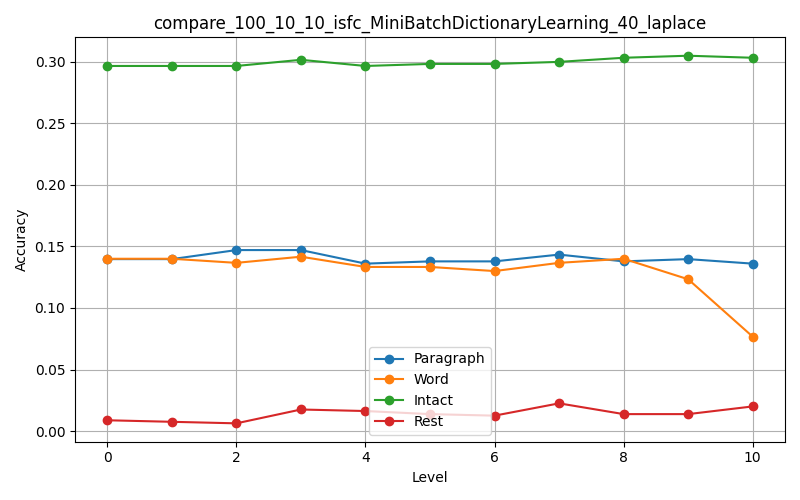 compare_100_10_10_isfc_MiniBatchDictionaryLearning_40_laplace
0.30
0.25
0.20
0.15
0.10
0.05
0.00
Accuracy
Paragraph
Word
Intact
Rest
0 2 4 6 8 10
Level